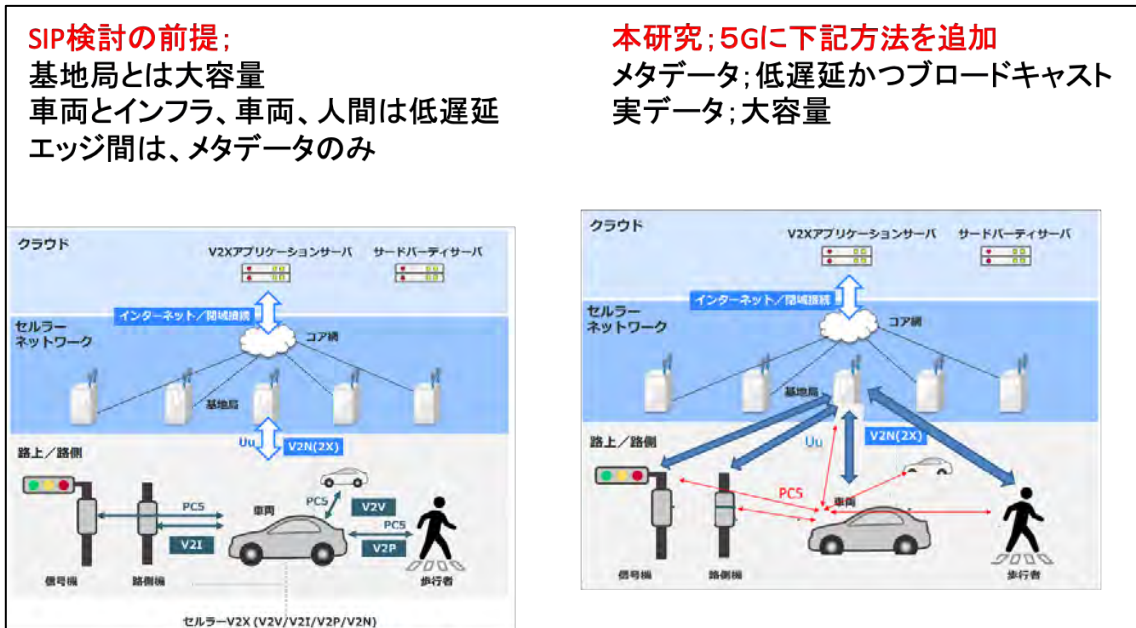 SIP検討の前提;
基地局とは大容量
車両とインフラ、車両、人間は低遅延
エッジ間は、メタデータのみ
クラウド
V2Xアプリケーションサーバ サードパーティサーバ
インターネット／閉域接続
セルラー
ネットワーク
コア網
基地局
Uu
V2N(2X)
路上／路側
PC5
V2I
車両
PC5
V2V
PC5
V2P
信号機
路側機
歩行者
セルラーV2X (V2V/V2I/V2P/V2N)
本研究;５Gに下記方法を追加
メタデータ;低遅延かつブロードキャスト
実データ;大容量
クラウド
V2Xアプリケーションサーバ サードパーティサーバ
インターネット／閉域接続
セルラー
ネットワーク
コア網
基地局
路上／路側
Uu
V2N(2X)
PC5
車両
信号機
路側機
歩行者